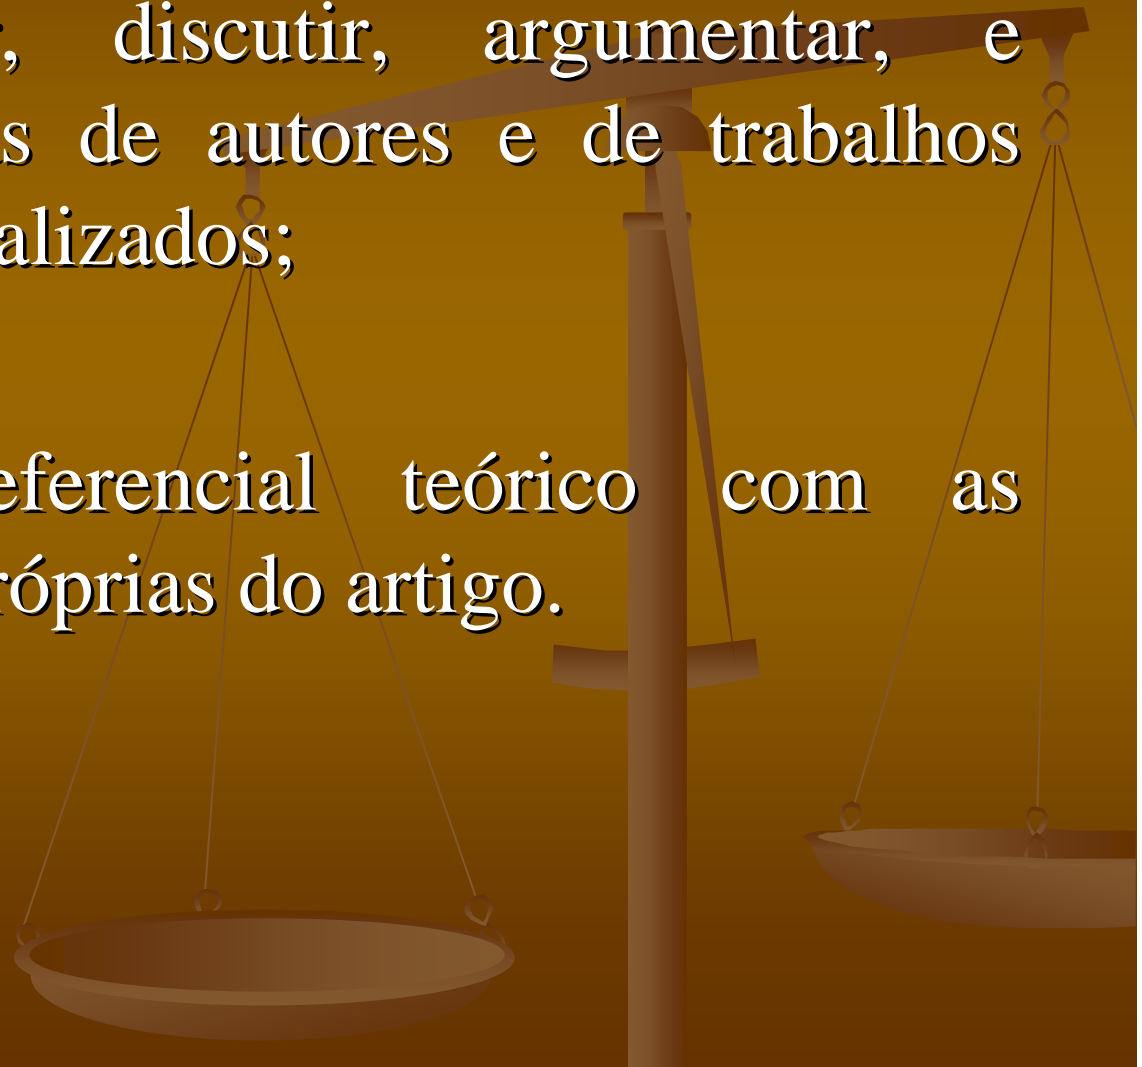 , discutir, argumentar, e
s de autores e de trabalhos
alizados;
eferencial teórico com as
róprias do artigo.